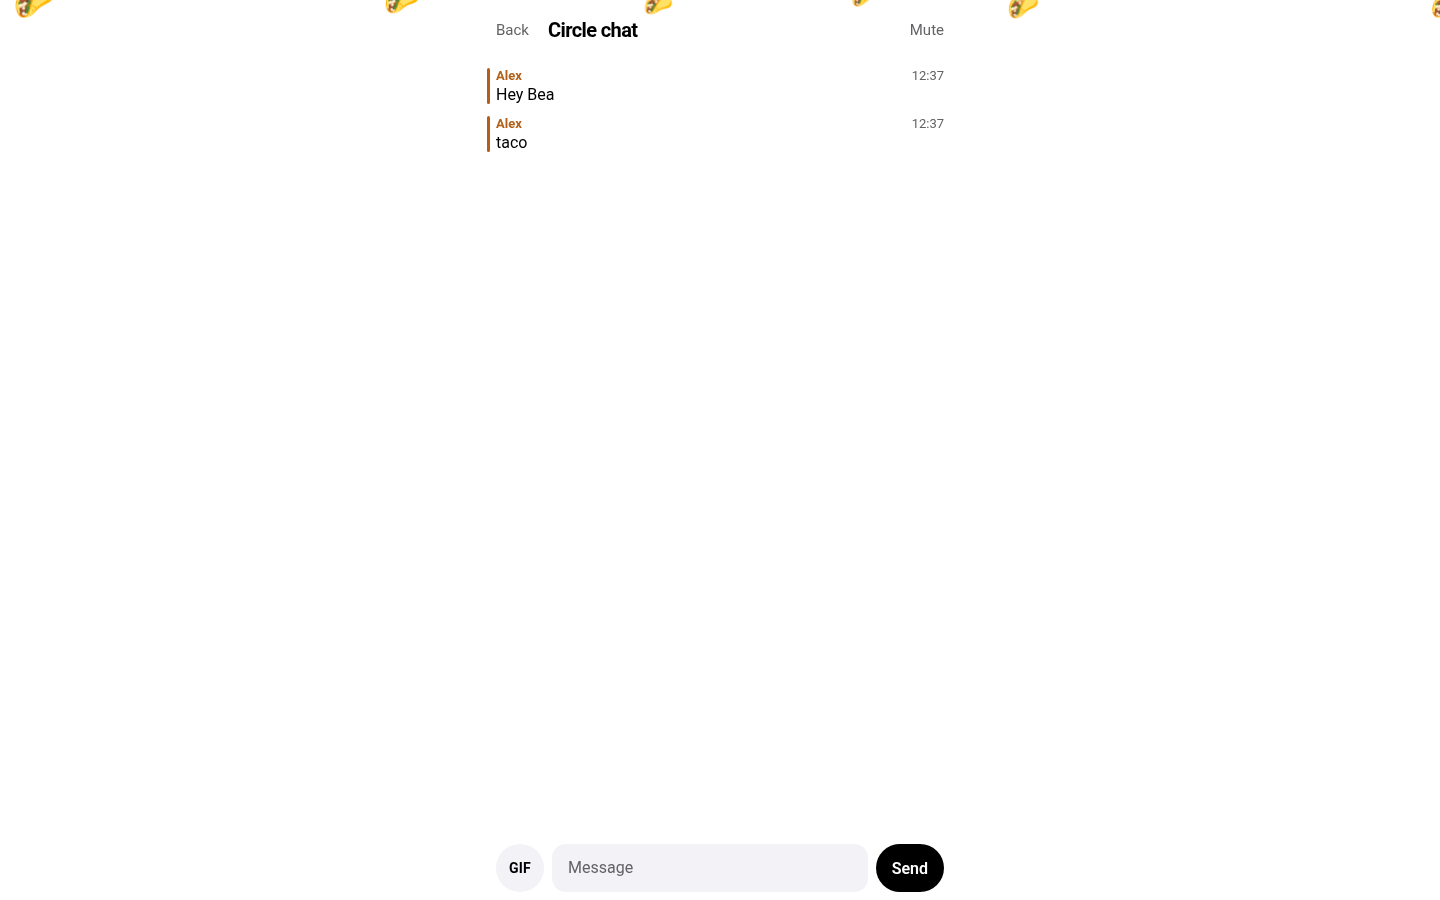 Back Circle chat Mute
Alex 12:37
Hey Bea
Alex 12:37
taco
GIF Message Send